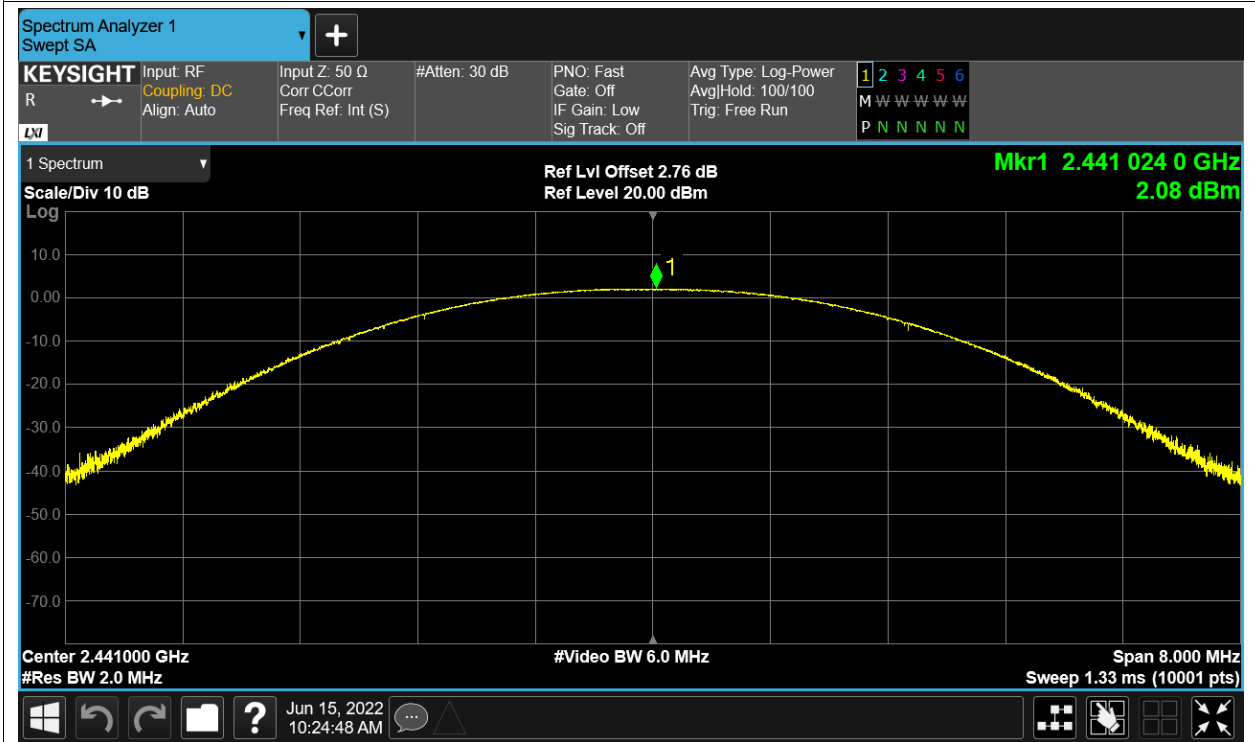 Spectrum Analyzer 1
Swept SA
+
KEYSIGHT
R
LXI
Input: RF
Coupling: DC
Align: Auto
Input Z: 50 Ω
Corr CCorr
Freq Ref: Int (S)
#Atten: 30 dB
PNO: Fast
Gate: Off
IF Gain: Low
Sig Track: Off
Avg Type: Log-Power
Avg|Hold: 100/100
Trig: Free Run
1 2 3 4 5 6
M W W W W W
P N N N N N
1 Spectrum
Scale/Div 10 dB
Log
Ref Lvl Offset 2.76 dB
Ref Level 20.00 dBm
Mkr1 2.441 024 0 GHz
2.08 dBm
1
10.0
0.00
-10.0
-20.0
-30.0
-40.0
-50.0
-60.0
-70.0
Center 2.441000 GHz
#Res BW 2.0 MHz
#Video BW 6.0 MHz
Span 8.000 MHz
Sweep 1.33 ms (10001 pts)
?
Jun 15, 2022
10:24:48 AM